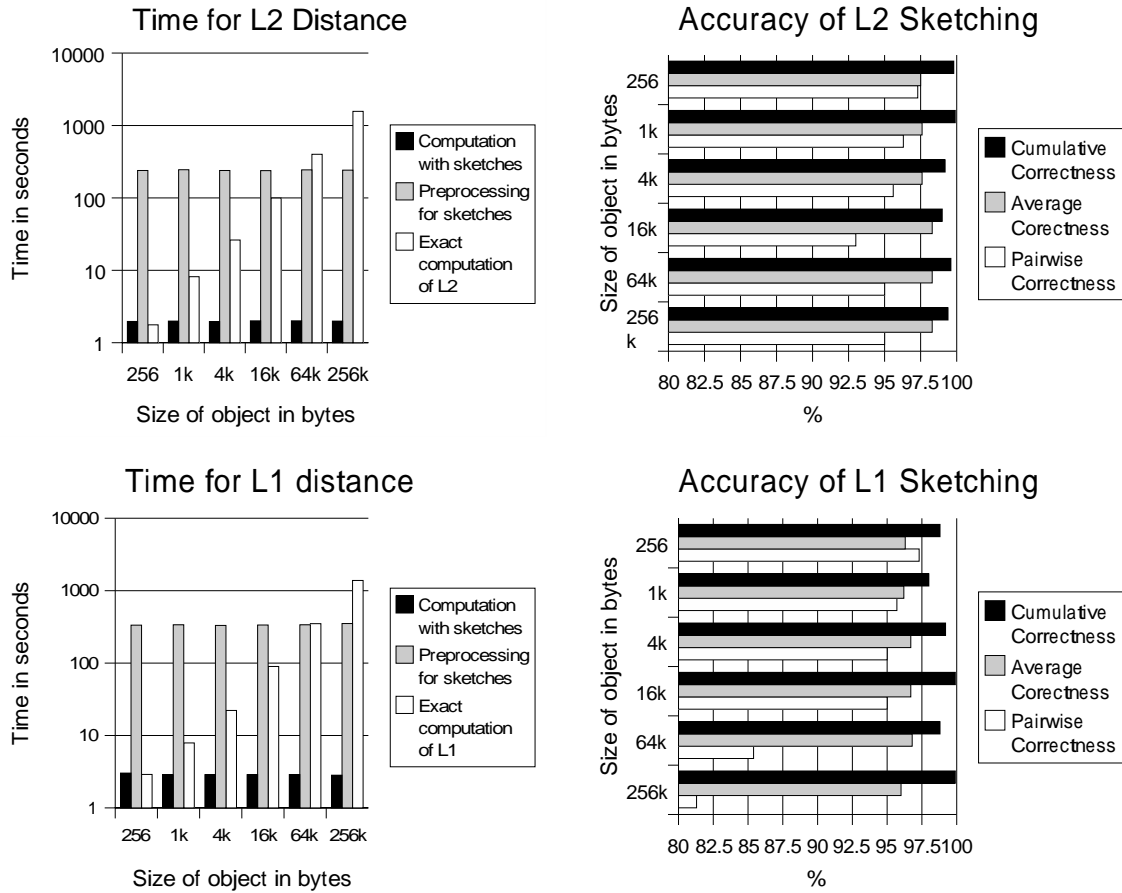 Time for L2 Distance
10000
1000
100
10
1
Time in seconds
256 1k 4k 16k 64k 256k
Size of object in bytes
Computation
with sketches
Preprocessing
for sketches
Exact
computation
of L2
Accuracy of L2 Sketching
Size of object in bytes
256
1k
4k
16k
64k
256
k
80 82.5 85 87.5 90 92.5 95 97.5 100
%
Cumulative
Correctness
Average
Corectness
Pairwise
Correctness
Time for L1 distance
10000
1000
100
10
1
Time in seconds
256 1k 4k 16k 64k 256k
Size of object in bytes
Computation
with sketches
Preprocessing
for sketches
Exact
computation
of L1
Accuracy of L1 Sketching
Size of object in bytes
256
1k
4k
16k
64k
256k
80 82.5 85 87.5 90 92.5 95 97.5 100
%
Cumulative
Correctness
Average
Corectness
Pairwise
Correctness